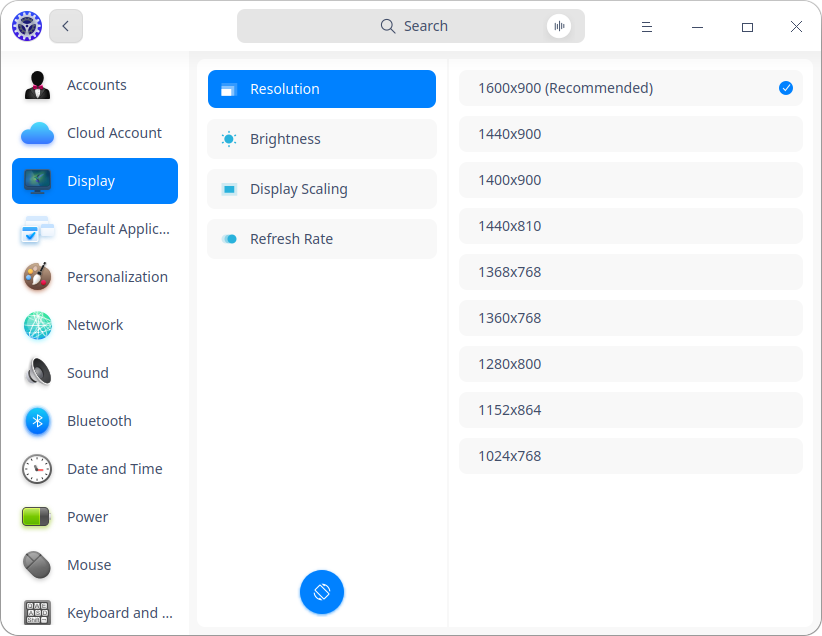 Search
Accounts
Cloud Account
Display
Default Applic...
Personalization
Network
Sound
Bluetooth
Date and Time
Power
Mouse
Keyboard and ...
Resolution
Brightness
Display Scaling
Refresh Rate
1600x900 (Recommended)
1440x900
1400x900
1440x810
1368x768
1360x768
1280x800
1152x864
1024x768